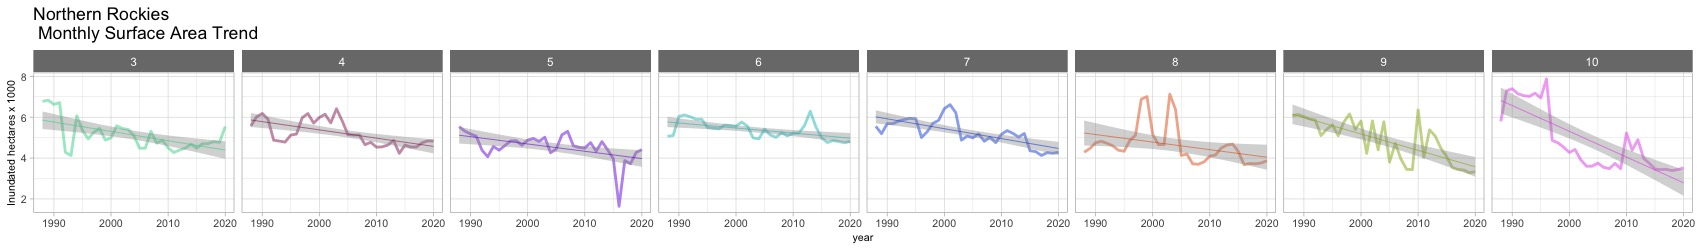 Northern Rockies
Monthly Surface Area Trend
3 4 5 6 7 8 9 10
Inundated hectares x 1000
8
6
4
2
1990 2000 2010 2020 1990 2000 2010 2020 1990 2000 2010 2020 1990 2000 2010 2020 1990 2000 2010 2020 1990 2000 2010 2020 1990 2000 2010 2020 1990 2000 2010 2020
year